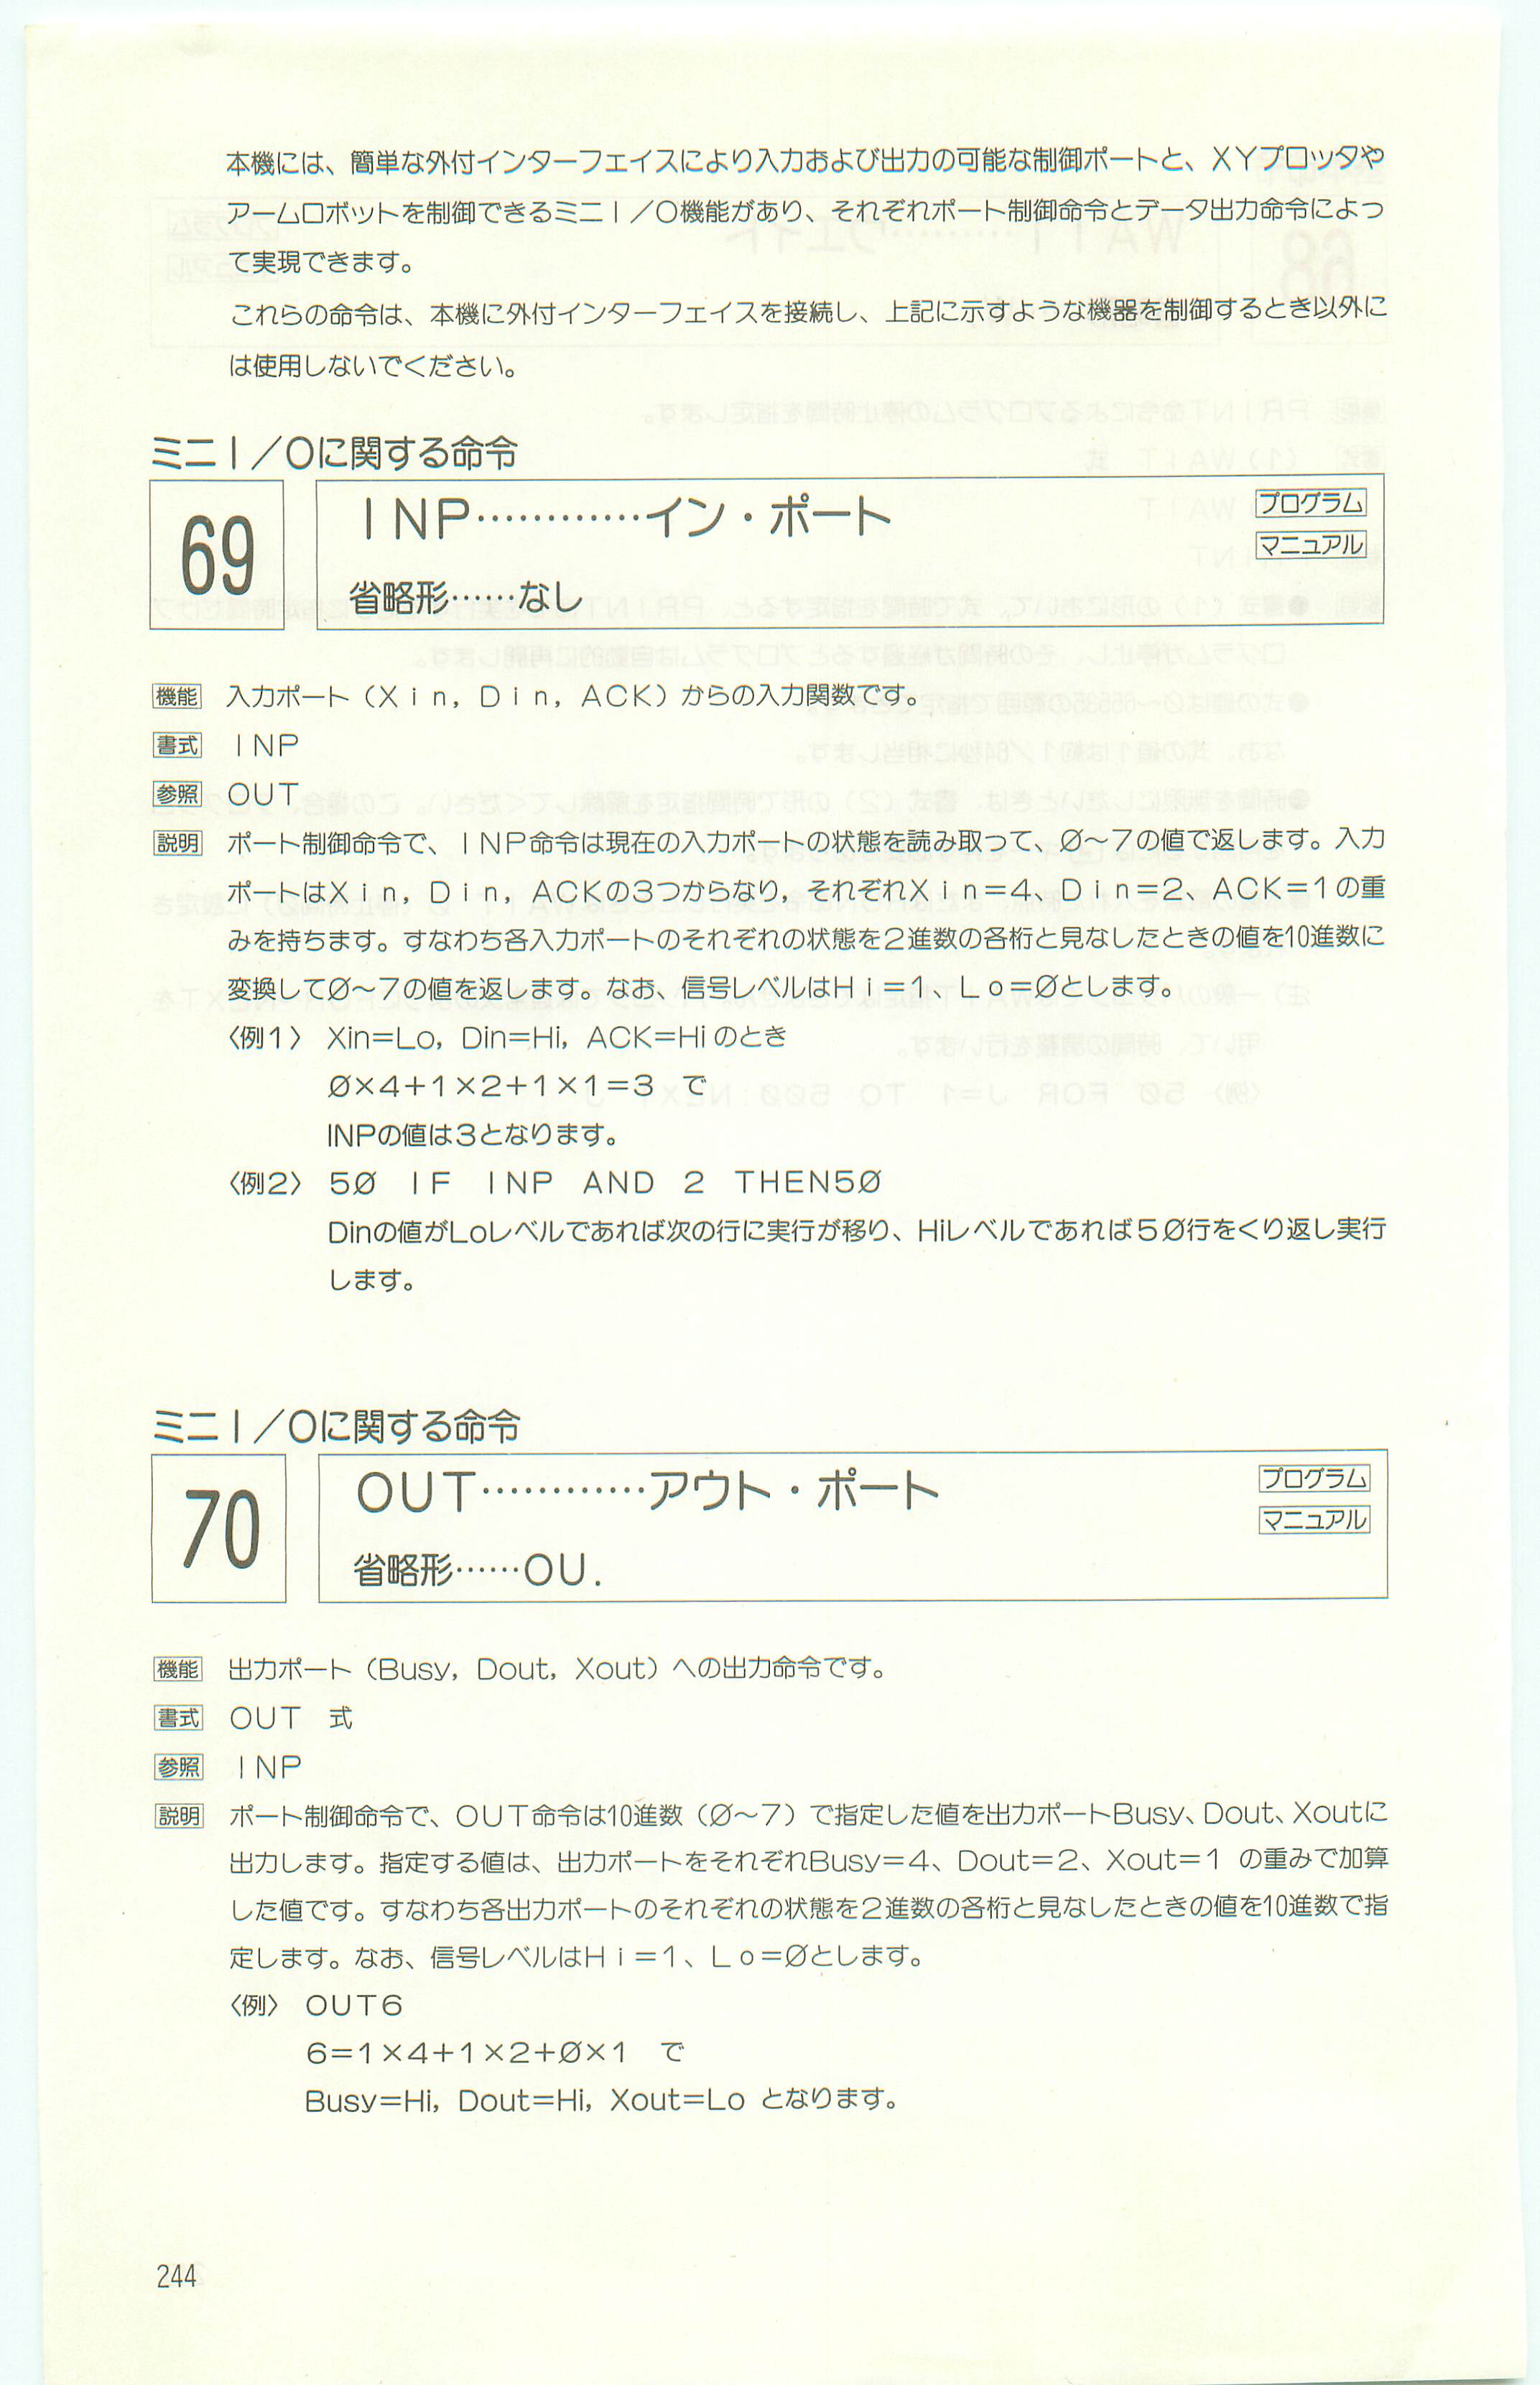 本機には、簡単な外付インターフェイスにより入力および出力の可能な制御ポートと、XYプロッタや
アームロボットを制御できるミニI／O機能があり、それぞれポート制御命令とデータ出力命令によっ
て実現できます。
これらの命令は、本機に外付インターフェイスを接続し、上記に示すような機器を制御するとき以外に
は使用しないでください。
ミニI／Oに関する命令
69
INP…………イン・ポート
プログラム
マニュアル
省略形……なし
機能 入力ポート（Xin，Din，ACK）からの入力関数です。
書式 INP
参照 OUT
説明 ポート制御命令で、INP命令は現在の入力ポートの状態を読み取って、0〜7の値で返します。入力
ポートはXin，Din，ACKの3つからなり，それぞれXin＝4、Din＝2、ACK＝1の重
みを持ちます。すなわち各入力ポートのそれぞれの状態を2進数の各桁と見なしたときの値を10進数に
変換して0〜7の値を返します。なお、信号レベルはHi＝1、Lo＝0とします。
〈例1〉 Xin=Lo, Din=Hi, ACK=Hiのとき
0×4＋1×2＋1×1＝3 で
INPの値は3となります。
〈例2〉 50 IF INP AND 2 THEN50
Dinの値がLoレベルであれば次の行に実行が移り、Hiレベルであれば50行をくり返し実行
します。
ミニI／Oに関する命令
70
OUT…………アウト・ポート
プログラム
マニュアル
省略形……OU.
機能 出力ポート（Busy, Dout, Xout）への出力命令です。
書式 OUT 式
参照 INP
説明 ポート制御命令で、OUT命令は10進数（0〜7）で指定した値を出力ポートBusy、Dout、Xoutに
出力します。指定する値は、出力ポートをそれぞれBusy＝4、Dout＝2、Xout＝1 の重みで加算
した値です。すなわち各出力ポートのそれぞれの状態を2進数の各桁と見なしたときの値を10進数で指
定します。なお、信号レベルはHi＝1、Lo＝0とします。
〈例〉 OUT6
6＝1×4＋1×2＋0×1 で
Busy=Hi, Dout=Hi, Xout=Lo となります。
244